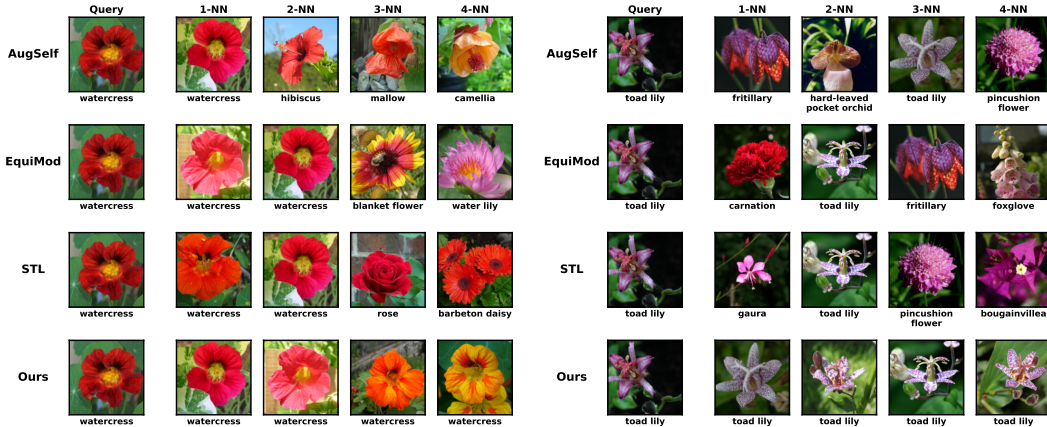 Query 1-NN 2-NN 3-NN 4-NN Query 1-NN 2-NN 3-NN 4-NN
AugSelf AugSelf
watercress watercress hibiscus mallow camellia toad lily fritillary hard-leaved toad lily pincushion
pocket orchid flower
EquiMod EquiMod
watercress watercress watercress blanket flower water lily toad lily carnation toad lily fritillary foxglove
STL STL
watercress watercress watercress rose barbeton daisy toad lily gaura toad lily pincushion bougainvillea
flower
Ours Ours
watercress watercress watercress watercress watercress toad lily toad lily toad lily toad lily toad lily